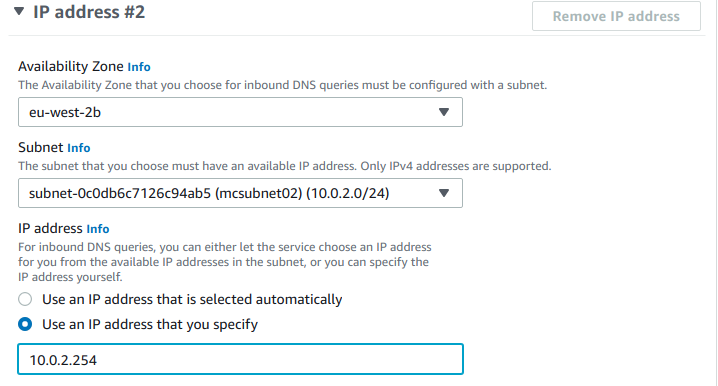 IP address #2
Remove IP address
Availability Zone Info
The Availability Zone that you choose for inbound DNS queries must be configured with a subnet.
eu-west-2b
Subnet Info
The subnet that you choose must have an available IP address. Only IPv4 addresses are supported.
subnet-0c0db6c7126c94ab5 (mcsubnet02) (10.0.2.0/24)
IP address Info
For inbound DNS queries, you can either let the service choose an IP address
for you from the available IP addresses in the subnet, or you can specify the
IP address yourself.
Use an IP address that is selected automatically
Use an IP address that you specify
10.0.2.254